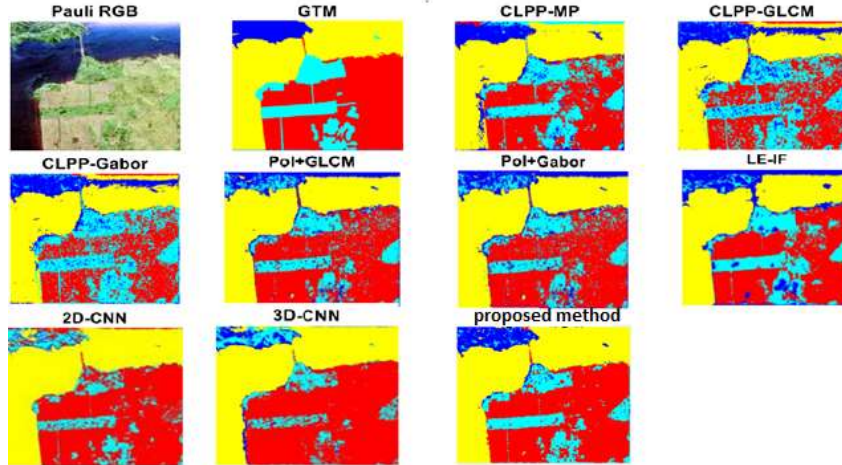 Pauli RGB
GTM
CLPP-MP
CLPP-GLCM
CLPP-Gabor
Pol+GLCM
Pol+Gabor
LE-IF
2D-CNN
3D-CNN
proposed method